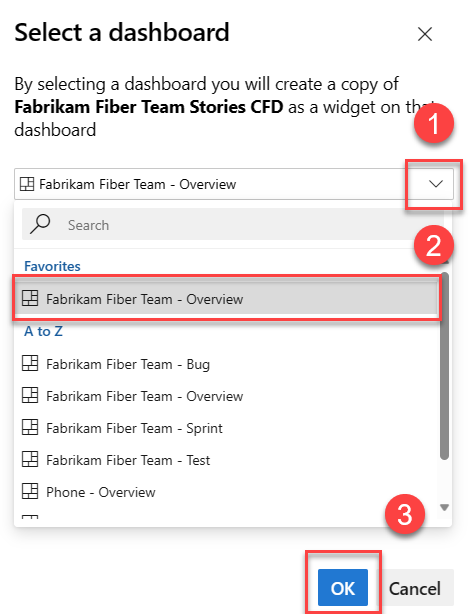 Select a dashboard
By selecting a dashboard you will create a copy of
Fabrikam Fiber Team Stories CFD as a widget on that
dashboard
1
Fabrikam Fiber Team - Overview
Search
2
Favorites
Fabrikam Fiber Team - Overview
A to Z
Fabrikam Fiber Team - Bug
Fabrikam Fiber Team - Overview
Fabrikam Fiber Team - Sprint
Fabrikam Fiber Team - Test
Phone - Overview
3
OK Cancel